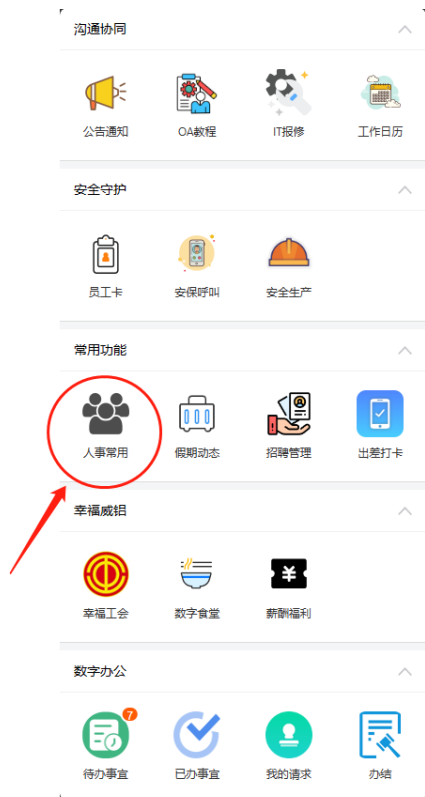 沟通协同
公告通知 OA教程 IT报修 工作日历
安全守护
员工卡 安保呼叫 安全生产
常用功能
人事常用 假期动态 招聘管理 出差打卡
幸福威铝
¥
幸福工会 数字食堂 薪酬福利
数字办公
7
待办事宜 已办事宜 我的请求 办结